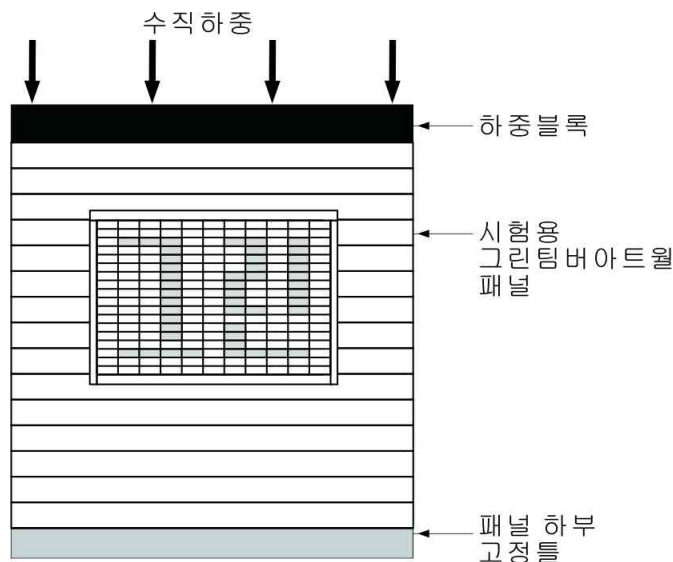 수직하중
하중블록
시험용
그린팀버아트월
패널
패널 하부
고정틀